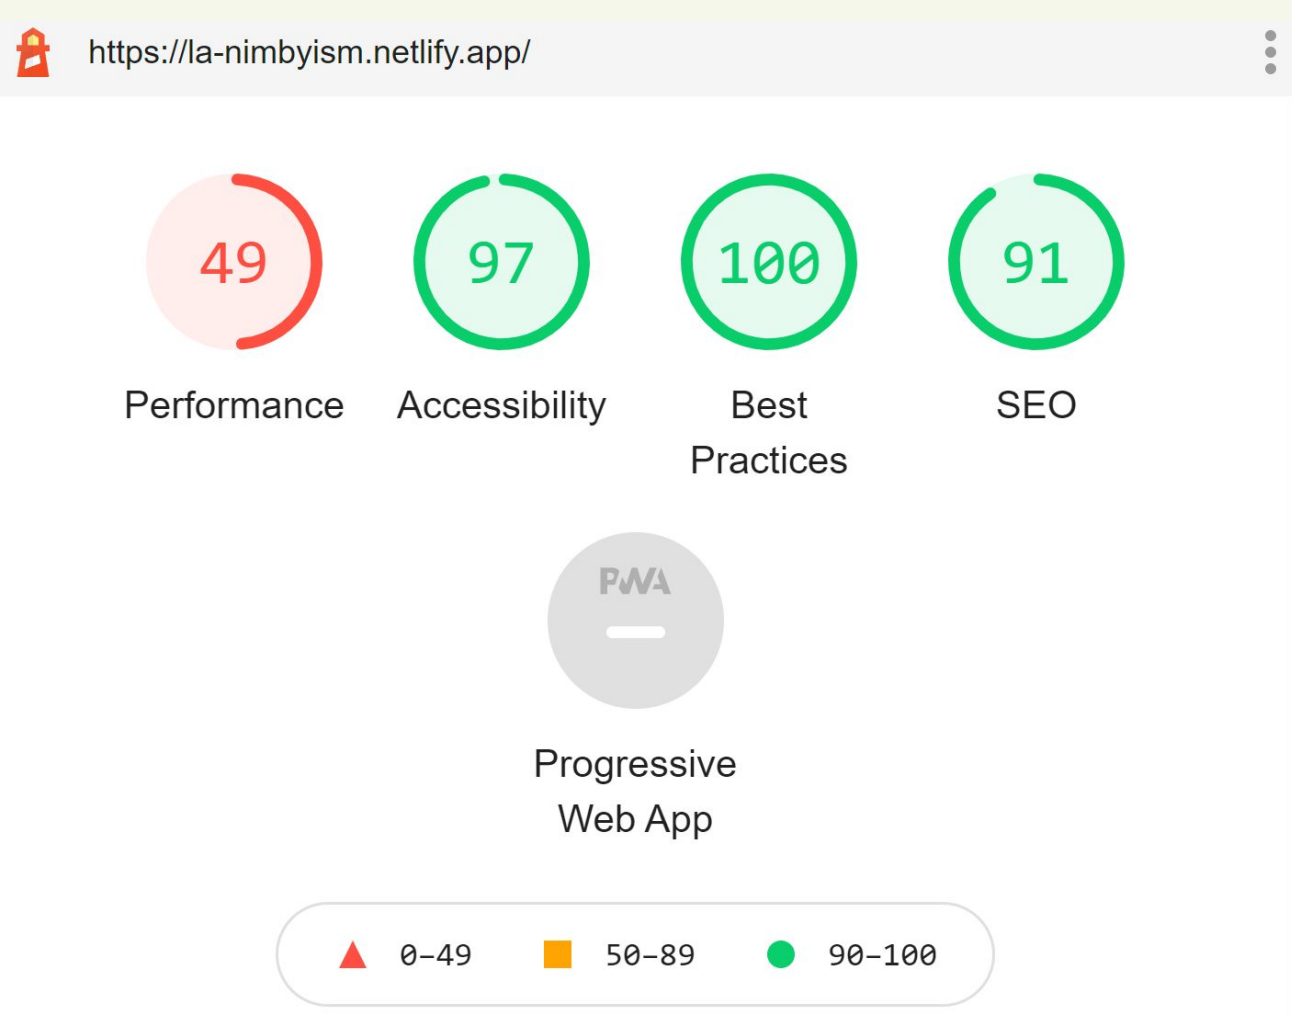 https://la-nimbyism.netlify.app/
49 97 100 91
Performance Accessibility Best SEO
Practices
PWA
Progressive
Web App
0–49 50–89 90–100